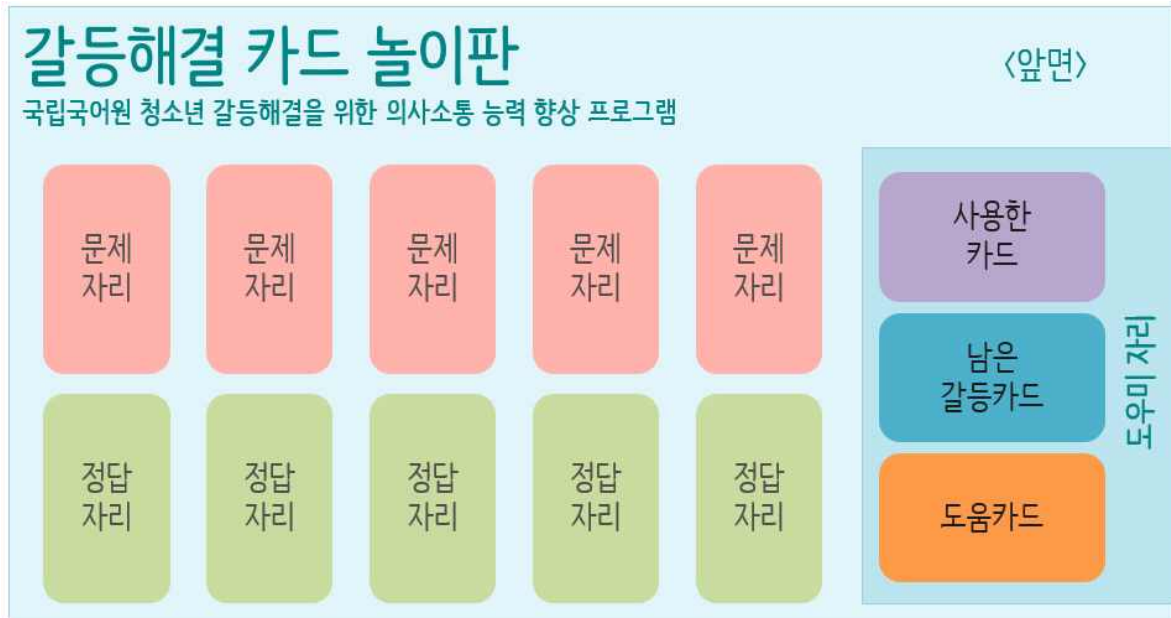 갈등해결 카드 놀이판
<앞면>
국립국어원 청소년 갈등해결을 위한 의사소통 능력 향상 프로그램
문제
자리
문제
자리
문제
자리
문제
자리
문제
자리
정답
자리
정답
자리
정답
자리
정답
자리
정답
자리
사용한
카드
남은
갈등카드
도움카드
도우미 자리